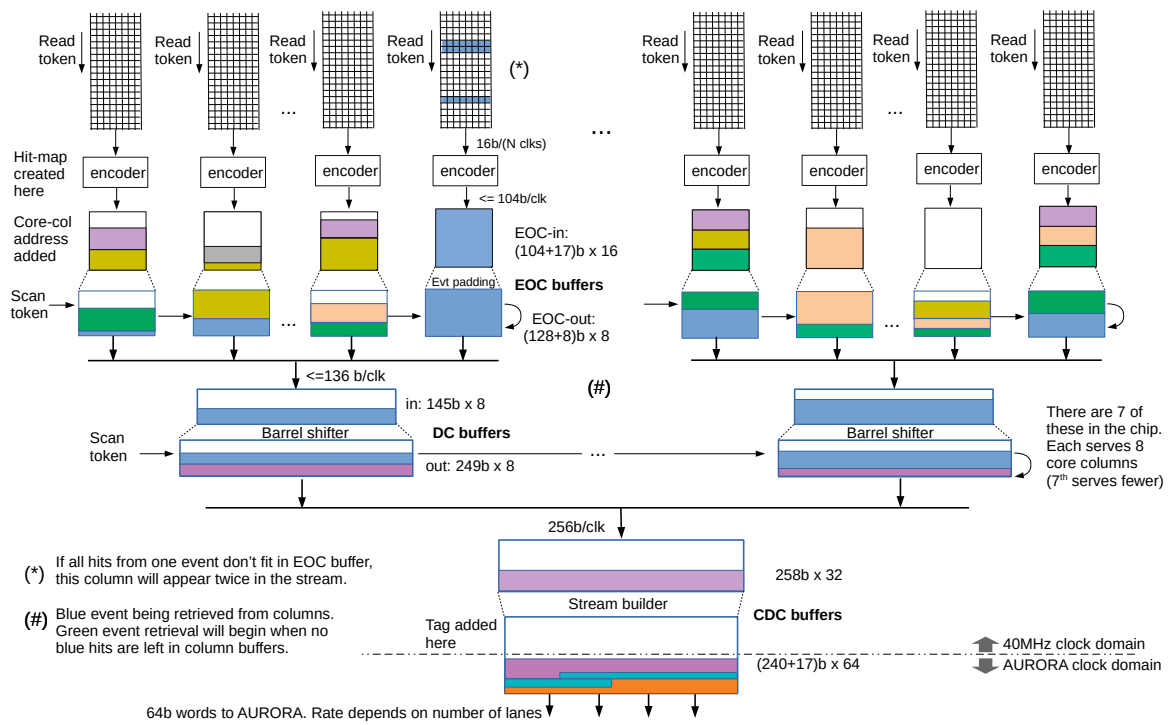 Read
token
Read
token
Read
token
Read
token
(*)
Read
token
Read
token
Read
token
Read
token
...
...
...
16b/(N clks)
Hit-map
created
here
encoder
encoder
encoder
encoder
encoder
encoder
encoder
encoder
<= 104b/clk
Core-col
address
added
EOC-in:
(104+17)b x 16
Evt padding
EOC buffers
Scan
token
...
EOC-out:
(128+8)b x 8
...
<=136 b/clk
(#)
in: 145b x 8
Barrel shifter
DC buffers
Barrel shifter
Scan
token
out: 249b x 8
...
There are 7 of
these in the chip.
Each serves 8
core columns
(7th serves fewer)
256b/clk
(*) If all hits from one event don't fit in EOC buffer,
this column will appear twice in the stream.
258b x 32
(#) Blue event being retrieved from columns.
Green event retrieval will begin when no
blue hits are left in column buffers.
Stream builder
CDC buffers
Tag added
here
40MHz clock domain
(240+17)b x 64
AURORA clock domain
64b words to AURORA. Rate depends on number of lanes